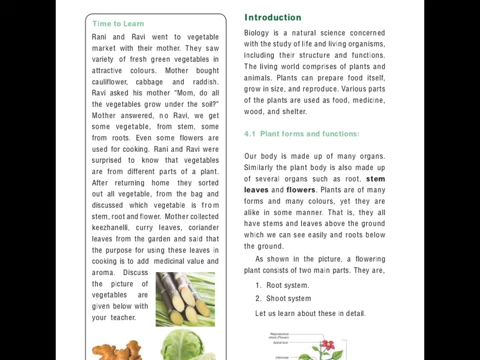 Time to Learn
Rani and Ravi went to vegetable
market with their mother. They saw
variety of fresh green vegetables in
attractive colours. Mother bought
cauliflower, cabbage and raddish.
Ravi asked his mother “Mom, do all
the vegetables grow under the soil?”
Mother answered, no Ravi, we get
some vegetable, from stem, some
from roots. Even some flowers are
used for cooking. Rani and Ravi were
surprised to know that vegetables
are from different parts of a plant.
After returning home they sorted
out all vegetable, from the bag and
discussed which vegetable is from
stem, root and flower. Mother collected
keezhanelli, curry leaves, coriander
leaves from the garden and said that
the purpose for using these leaves in
cooking is to add medicinal value and
aroma. Discuss
the picture of
vegetables are
given below with
your teacher.
Introduction
Biology is a natural science concerned
with the study of life and living organisms,
including their structure and functions.
The living world comprises of plants and
animals. Plants can prepare food itself,
grow in size, and reproduce. Various parts
of the plants are used as food, medicine,
wood, and shelter.
4.1 Plant forms and functions:
Our body is made up of many organs.
Similarly the plant body is also made up
of several organs such as root, stem
leaves and flowers. Plants are of many
forms and many colours, yet they are
alike in some manner. That is, they all
have stems and leaves above the ground
which we can see easily and roots below
the ground.
As shown in the picture, a flowering
plant consists of two main parts. They are,
1. Root system.
2. Shoot system
Let us learn about these in detail.